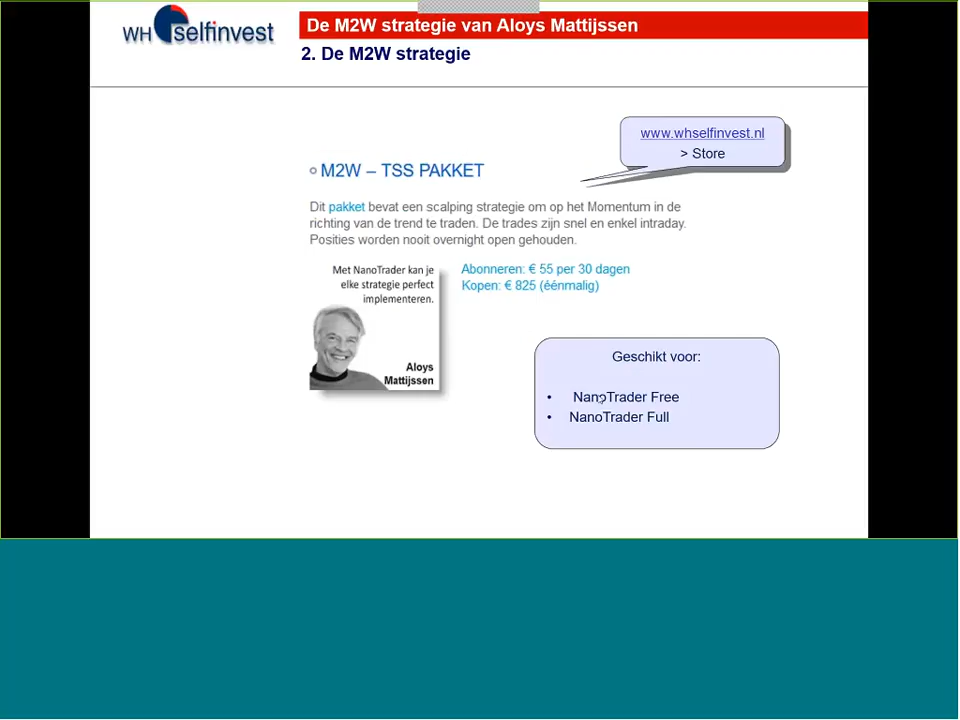 WH selfinvest
De M2W strategie van Aloys Mattijssen
2. De M2W strategie
www.whselfinvest.nl
> Store
M2W – TSS PAKKET
Dit pakket bevat een scalping strategie om op het Momentum in de
richting van de trend te traden. De trades zijn snel en enkel intraday.
Posities worden nooit overnight open gehouden.
Met NanoTrader kan je
elke strategie perfect
implementeren.
Aloys
Mattijssen
Abonneren: € 55 per 30 dagen
Kopen: € 825 (éénmalig)
Geschikt voor:
• NanoTrader Free
• NanoTrader Full